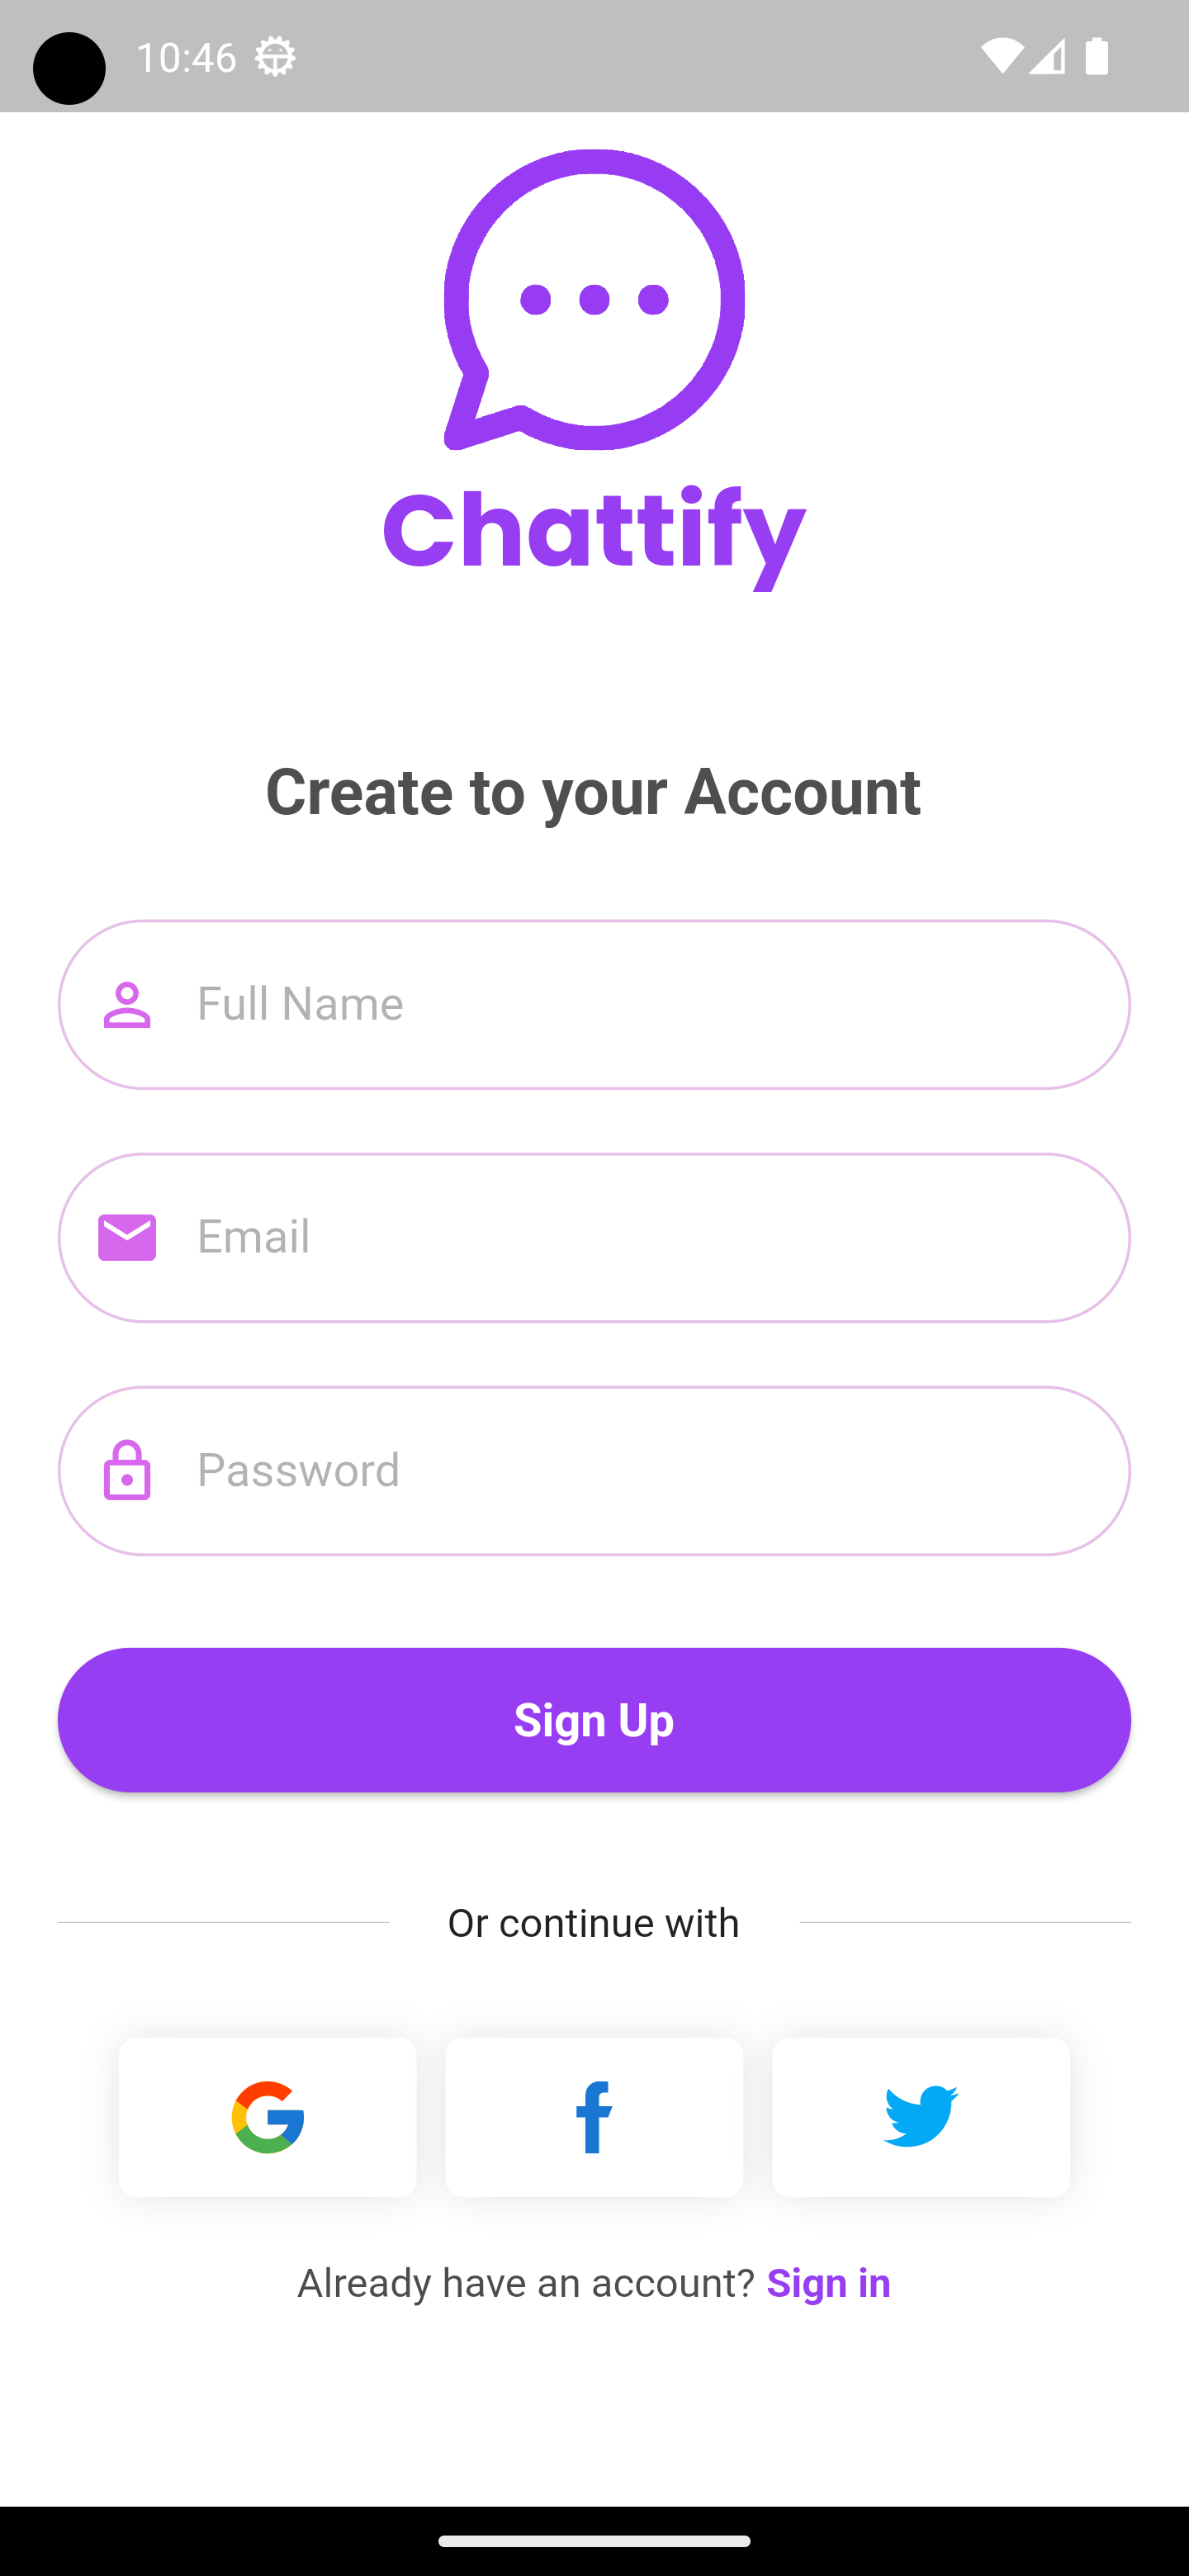 10:46
Chattify
Create to your Account
Full Name
Email
Password
Sign Up
Or continue with
Already have an account? Sign in